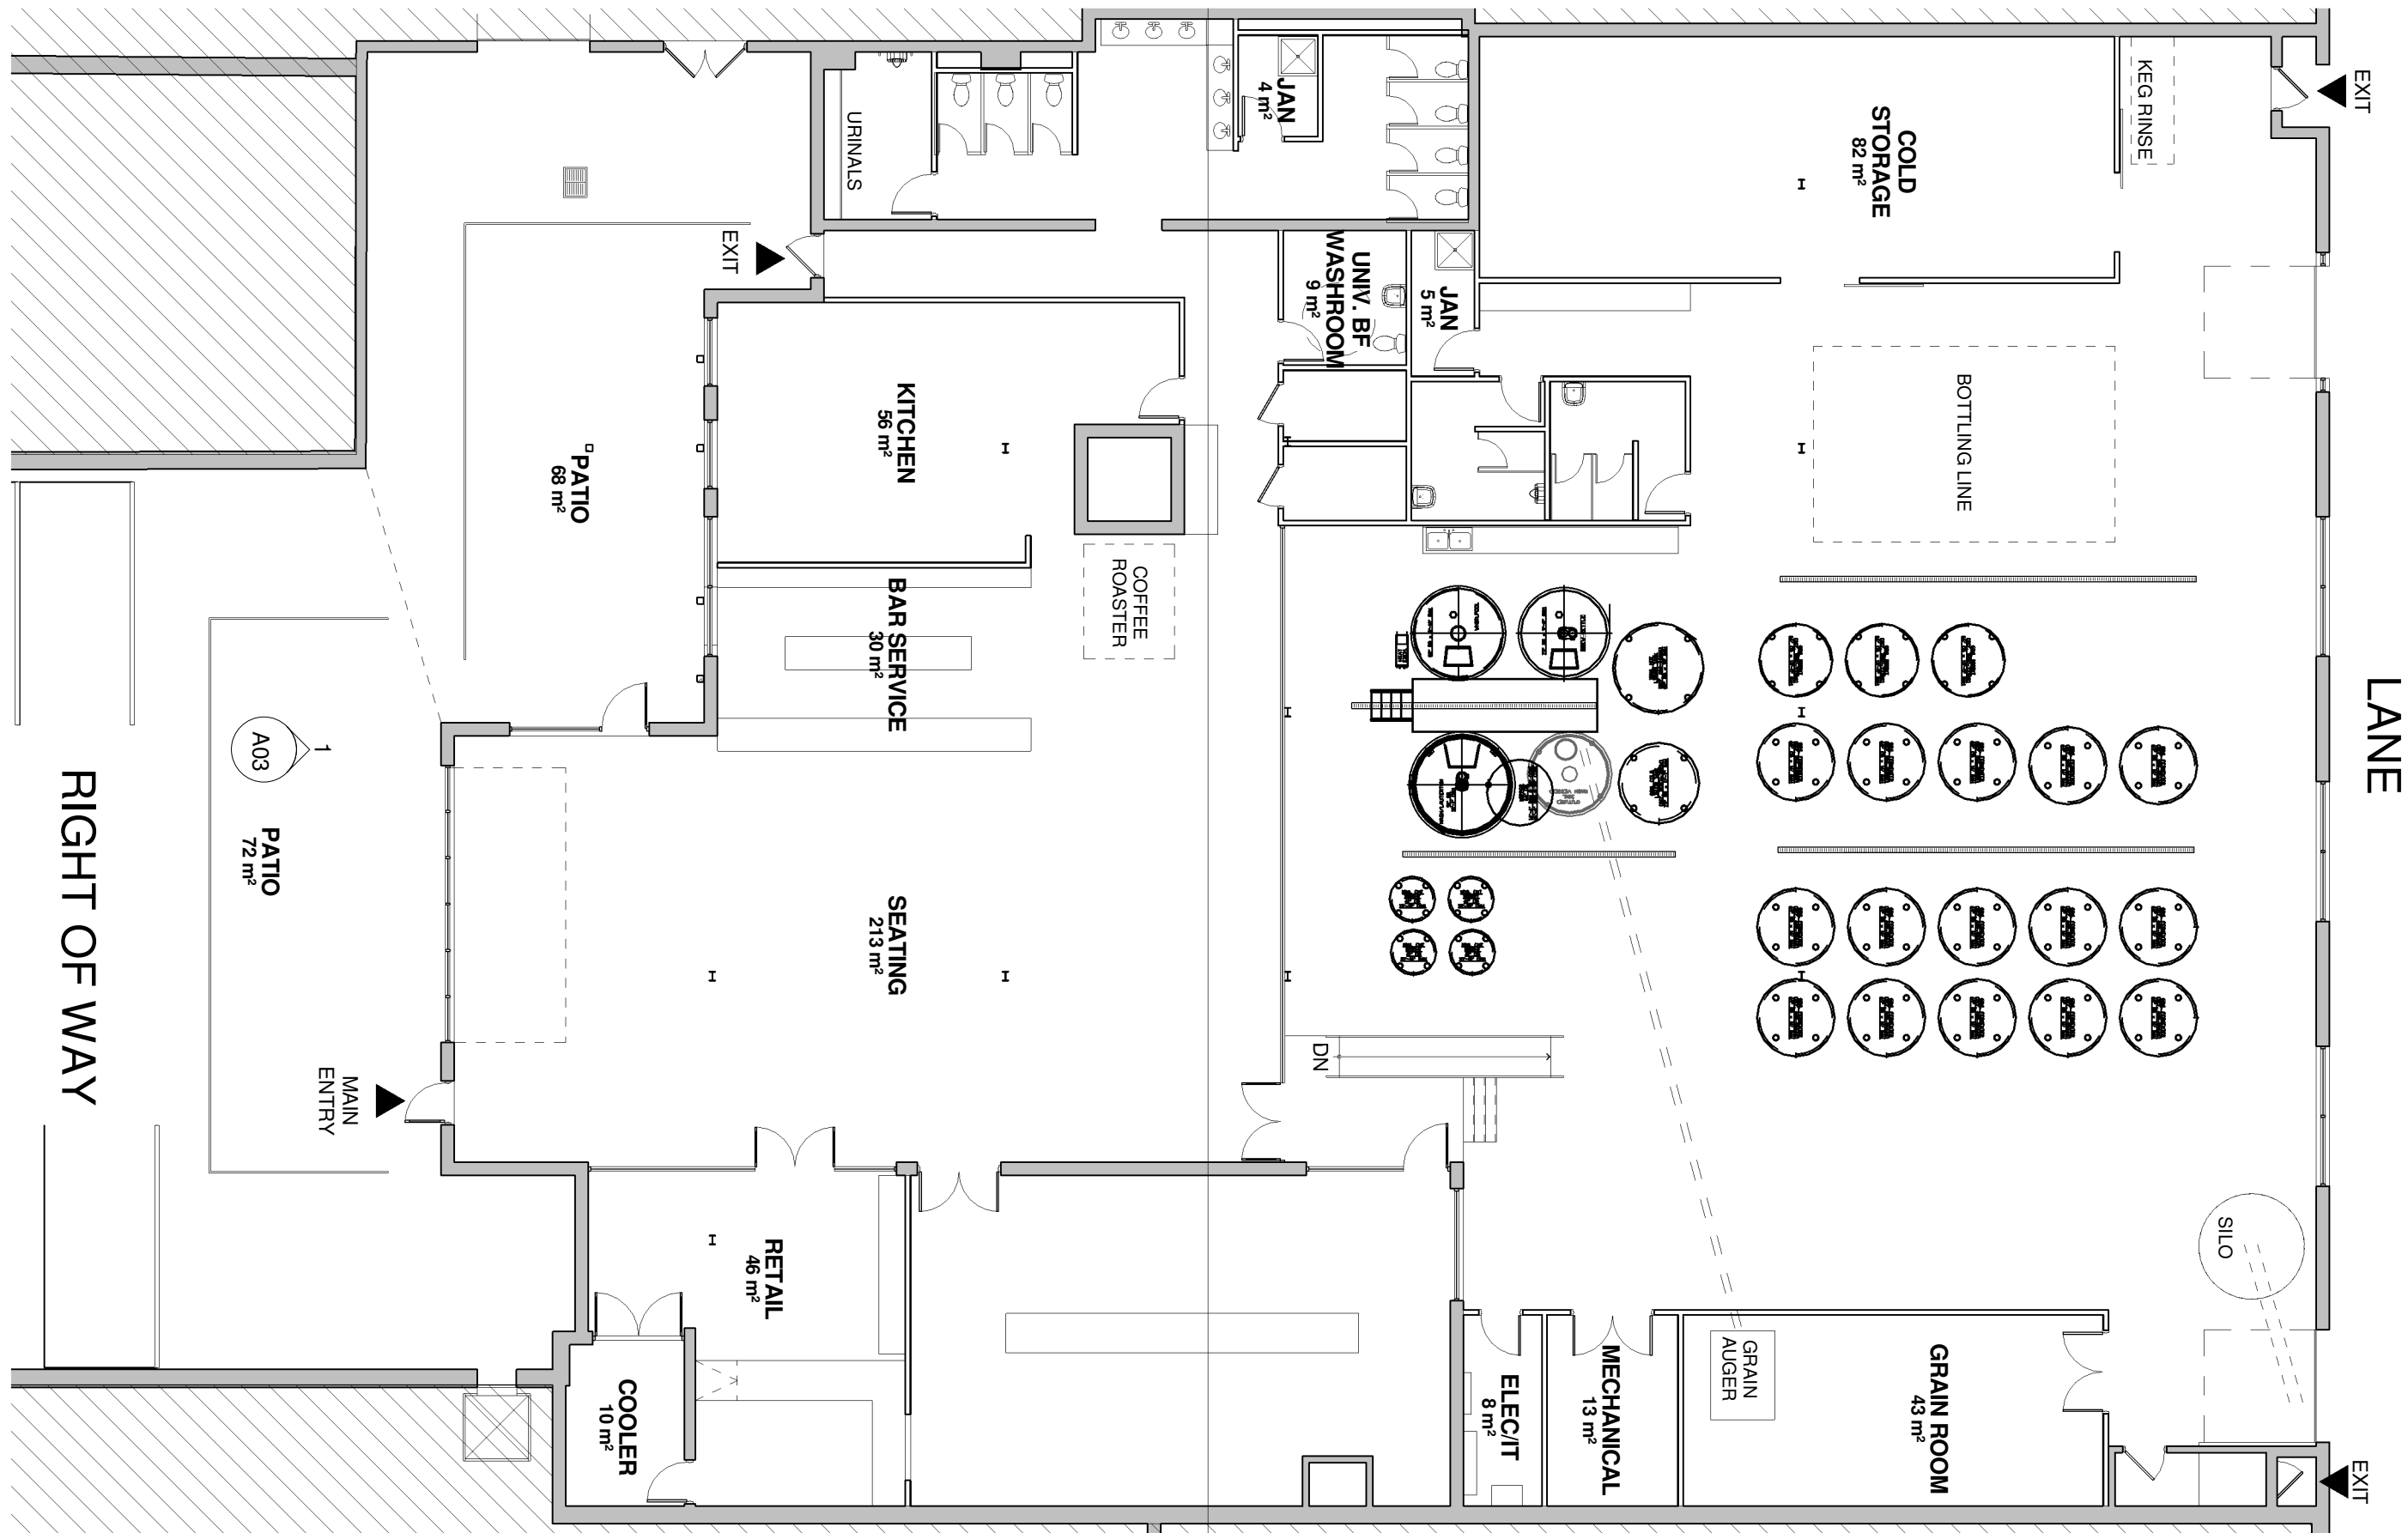 EXIT
KEG RINSE
COLD
STORAGE
82 m²
JAN
4 m²
URINALS
EXIT
UNIV. BF
WASHROOM
9 m²
JAN
5 m²
KITCHEN
56 m²
BOTTLING LINE
PATIO
68 m²
COFFEE
ROASTER
BAR SERVICE
30 m²
LANE
1
A03
RIGHT OF WAY
PATIO
72 m²
SEATING
213 m²
DN
MAIN
ENTRY
RETAIL
46 m²
SILO
GRAIN
AUGER
COOLER
10 m²
ELEC/IT
8 m²
MECHANICAL
13 m²
GRAIN ROOM
43 m²
EXIT